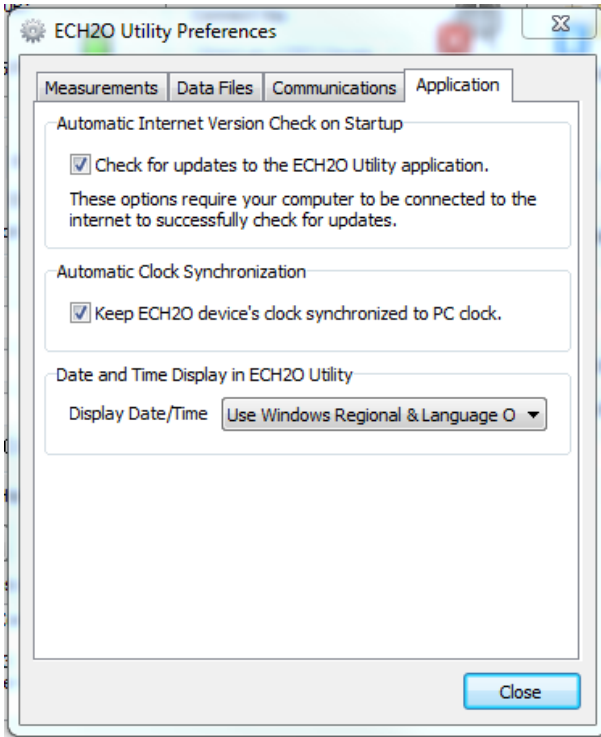 ECH2O Utility Preferences
Measurements Data Files Communications Application
Automatic Internet Version Check on Startup
Check for updates to the ECH2O Utility application.
These options require your computer to be connected to the
internet to successfully check for updates.
Automatic Clock Synchronization
Keep ECH2O device's clock synchronized to PC clock.
Date and Time Display in ECH2O Utility
Display Date/Time Use Windows Regional & Language O
Close